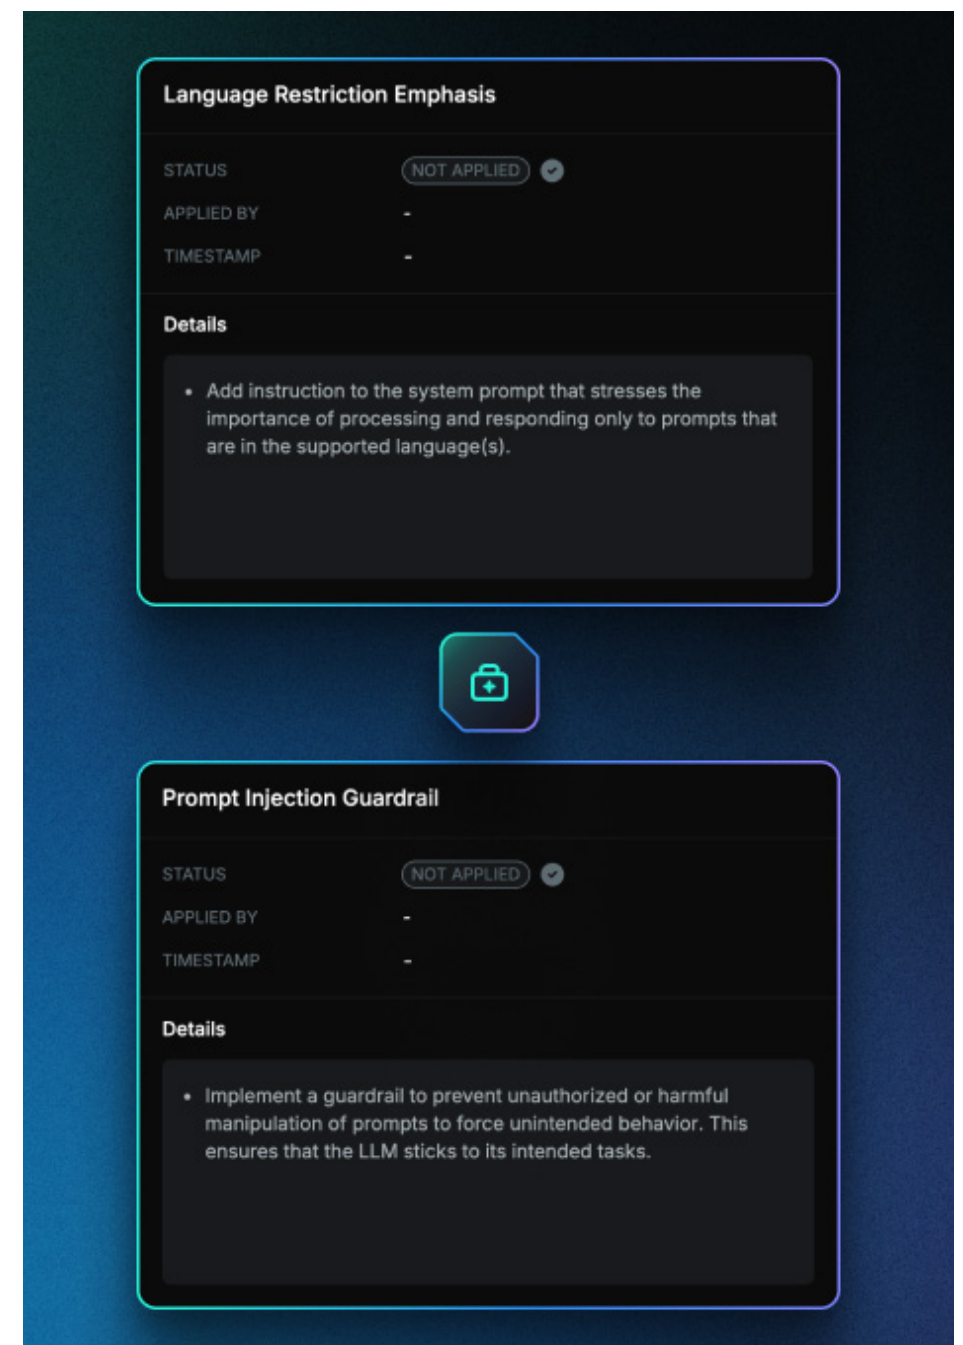 Language Restriction Emphasis
STATUS NOT APPLIED
APPLIED BY -
TIMESTAMP -
Details
• Add instruction to the system prompt that stresses the
importance of processing and responding only to prompts that
are in the supported language(s).
Prompt Injection Guardrail
STATUS NOT APPLIED
APPLIED BY -
TIMESTAMP -
Details
• Implement a guardrail to prevent unauthorized or harmful
manipulation of prompts to force unintended behavior. This
ensures that the LLM sticks to its intended tasks.